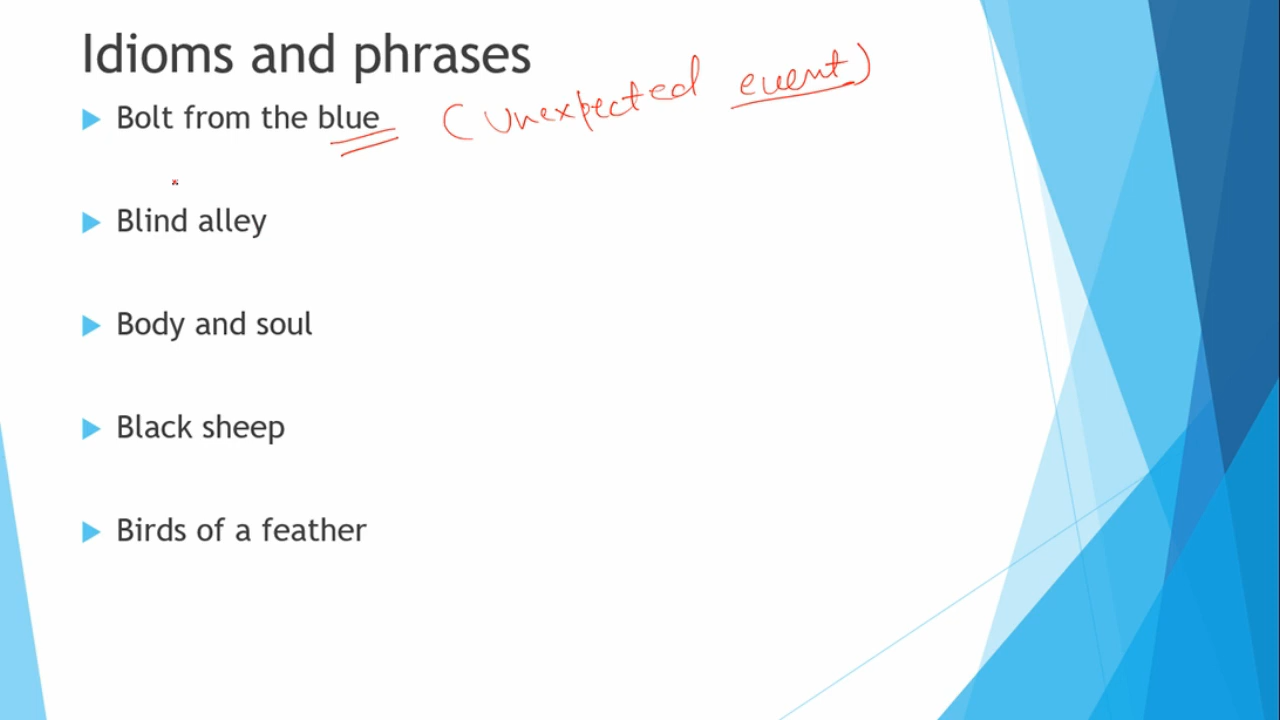 Idioms and phrases
Bolt from the blue (Unexpected event)
Blind alley
Body and soul
Black sheep
Birds of a feather